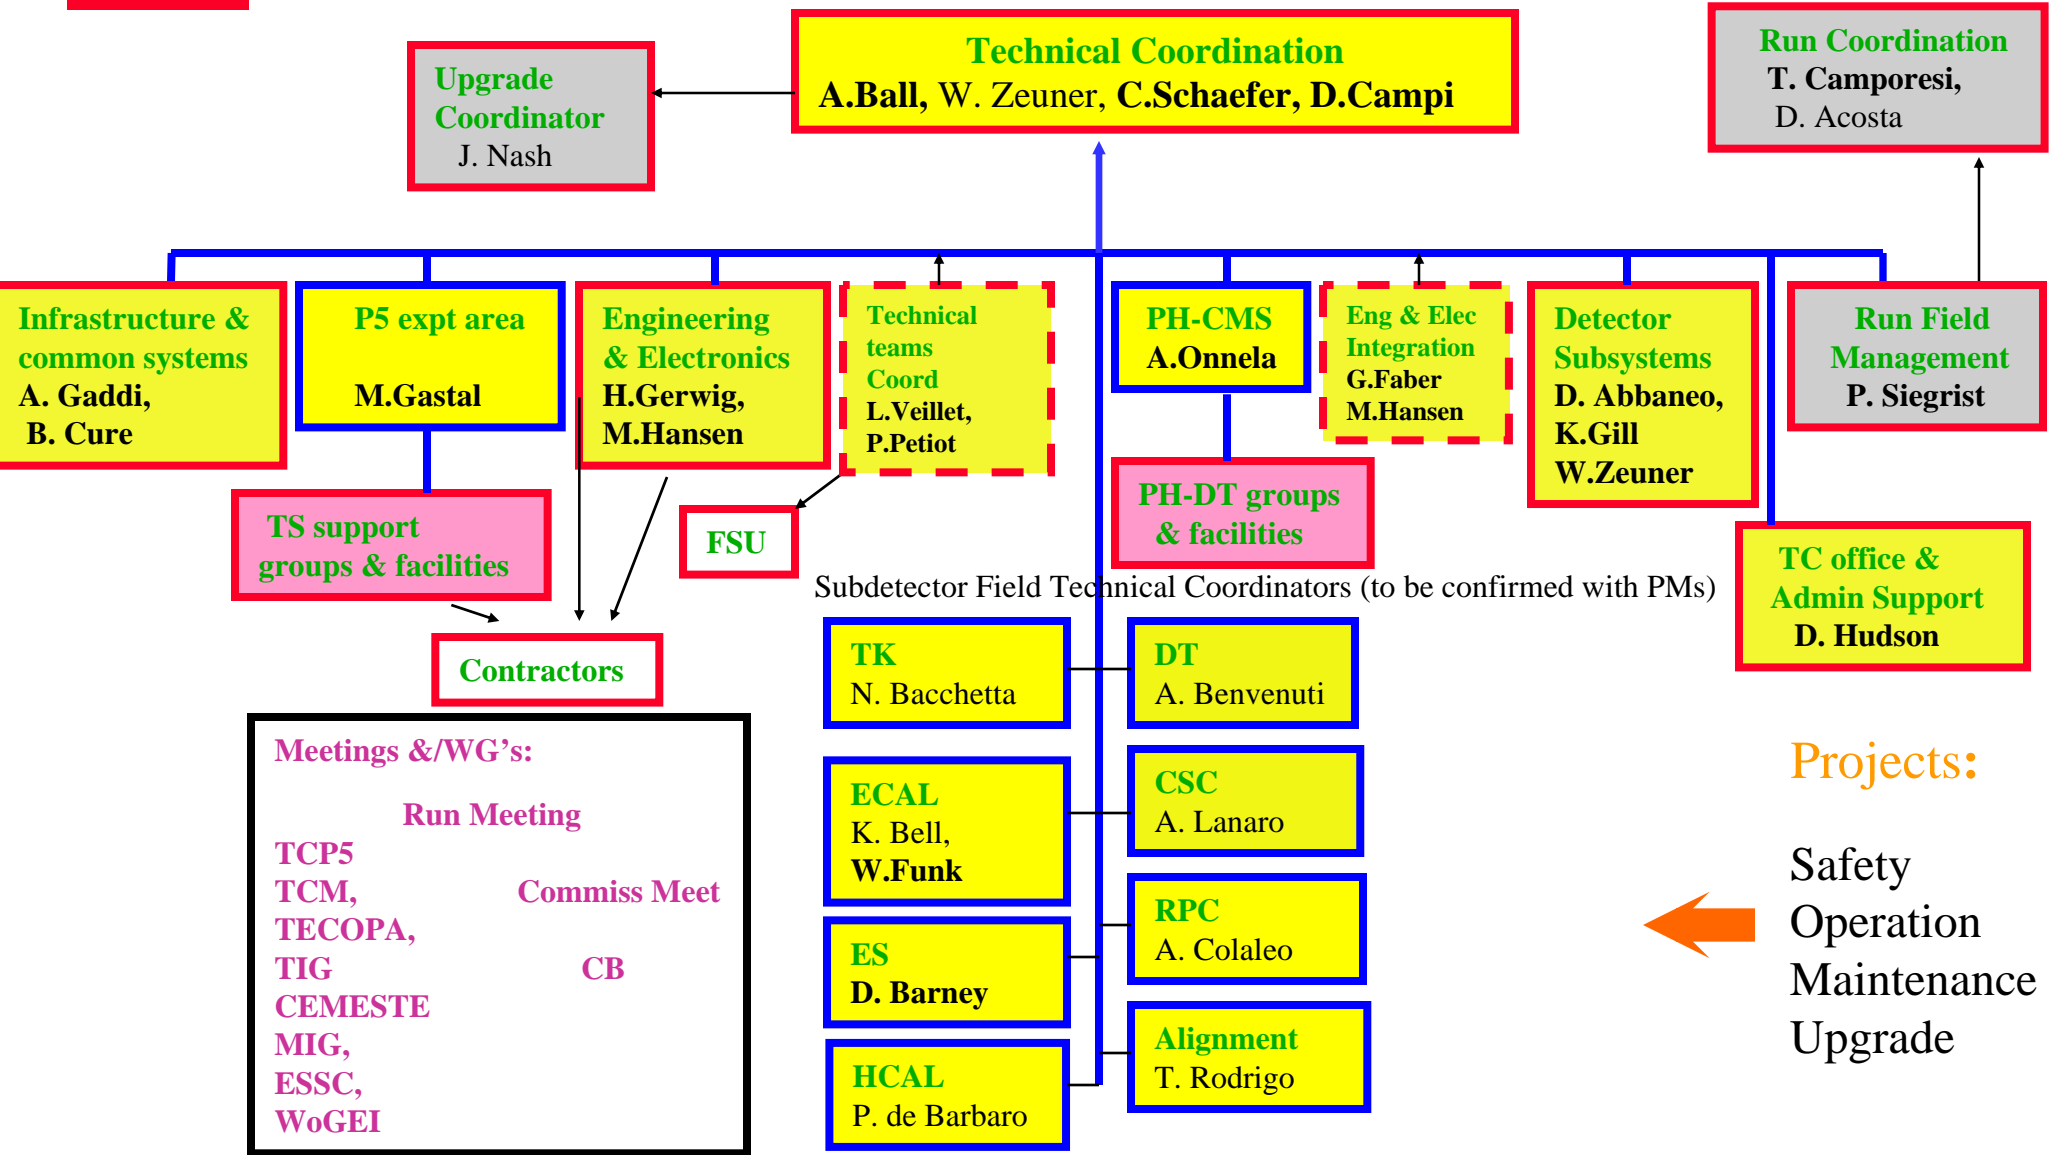 Technical Coordination
A.Ball, W. Zeuner, C.Schaefer, D.Campi
Upgrade
Coordinator
J. Nash
Run Coordination
T. Camporesi,
D. Acosta
Infrastructure &
common systems
A. Gaddi,
B. Cure
P5 expt area
M.Gastal
Engineering
& Electronics
H.Gerwig,
M.Hansen
Technical
teams
Coord
L.Veillet,
P.Petiot
PH-CMS
A.Onnela
Eng & Elec
Integration
G.Faber
M.Hansen
Detector
Subsystems
D. Abbaneo,
K.Gill
W.Zeuner
Run Field
Management
P. Siegrist
TS support
groups & facilities
FSU
PH-DT groups
& facilities
TC office &
Admin Support
D. Hudson
Contractors
Subdetector Field Technical Coordinators (to be confirmed with PMs)
TK
N. Bacchetta
DT
A. Benvenuti
ECAL
K. Bell,
W.Funk
CSC
A. Lanaro
ES
D. Barney
RPC
A. Colaleo
HCAL
P. de Barbaro
Alignment
T. Rodrigo
Meetings &/WG’s:
Run Meeting
TCP5
TCM, Commiss Meet
TECOPA,
TIG CB
CEMESTE
MIG,
ESSC,
WoGEI
Projects:
Safety
Operation
Maintenance
Upgrade